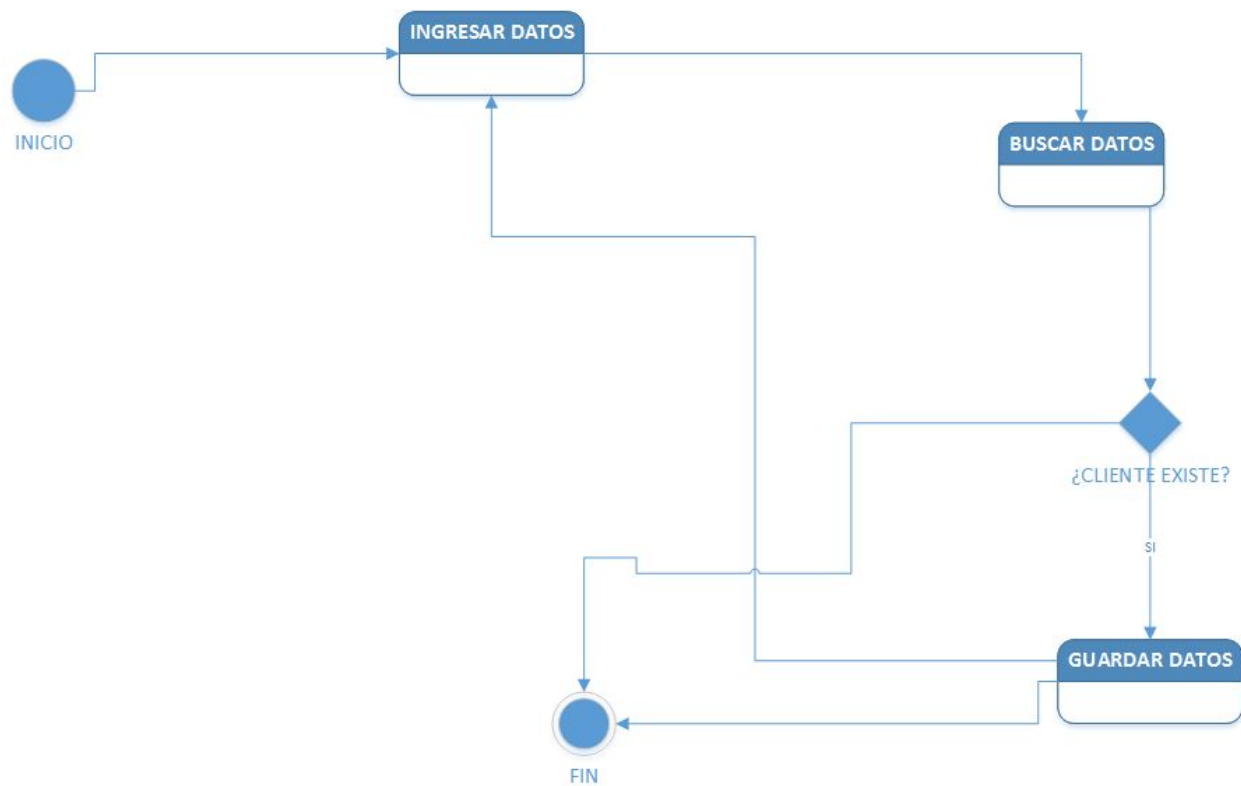 INGRESAR DATOS
INICIO
BUSCAR DATOS
¿CLIENTE EXISTE?
SI
GUARDAR DATOS
FIN